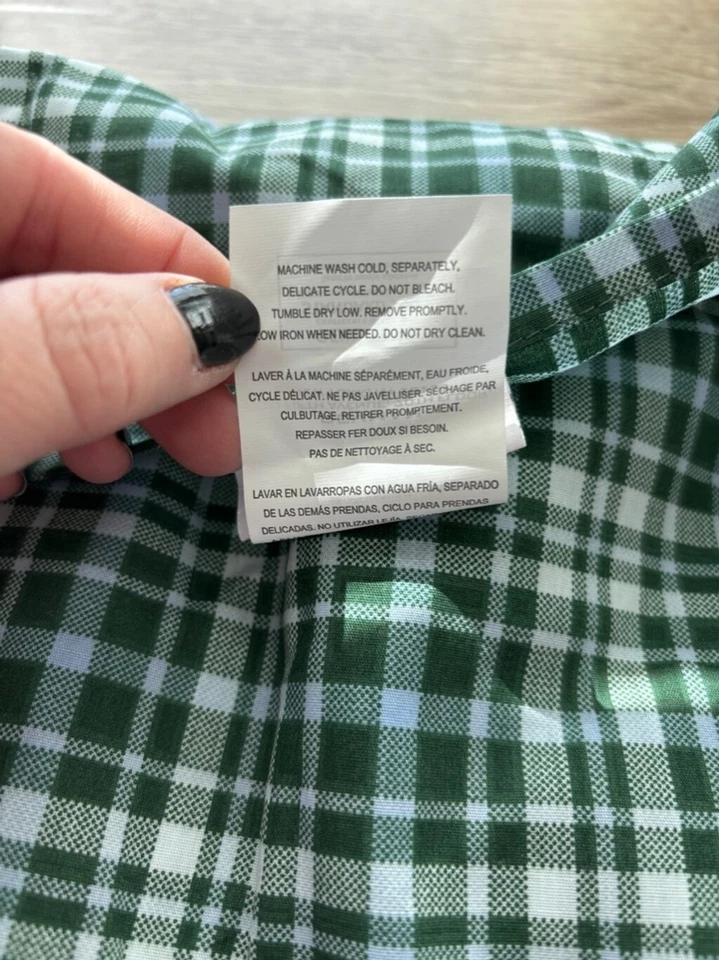 MACHINE WASH COLD, SEPARATELY,
DELICATE CYCLE. DO NOT BLEACH.
TUMBLE DRY LOW. REMOVE PROMPTLY.
LOW IRON WHEN NEEDED. DO NOT DRY CLEAN.
LAVER À LA MACHINE SÉPARÉMENT, EAU FROIDE,
CYCLE DÉLICAT. NE PAS JAVELLISER. SÉCHAGE PAR
CULBUTAGE, RETIRER PROMPTEMENT.
REPASSER FER DOUX SI BESOIN.
PAS DE NETTOYAGE À SEC.
LAVAR EN LAVARROPAS CON AGUA FRÍA, SEPARADO
DE LAS DEMÁS PRENDAS, CICLO PARA PRENDAS
DELICADAS. NO UTILIZAR LEJÍA.